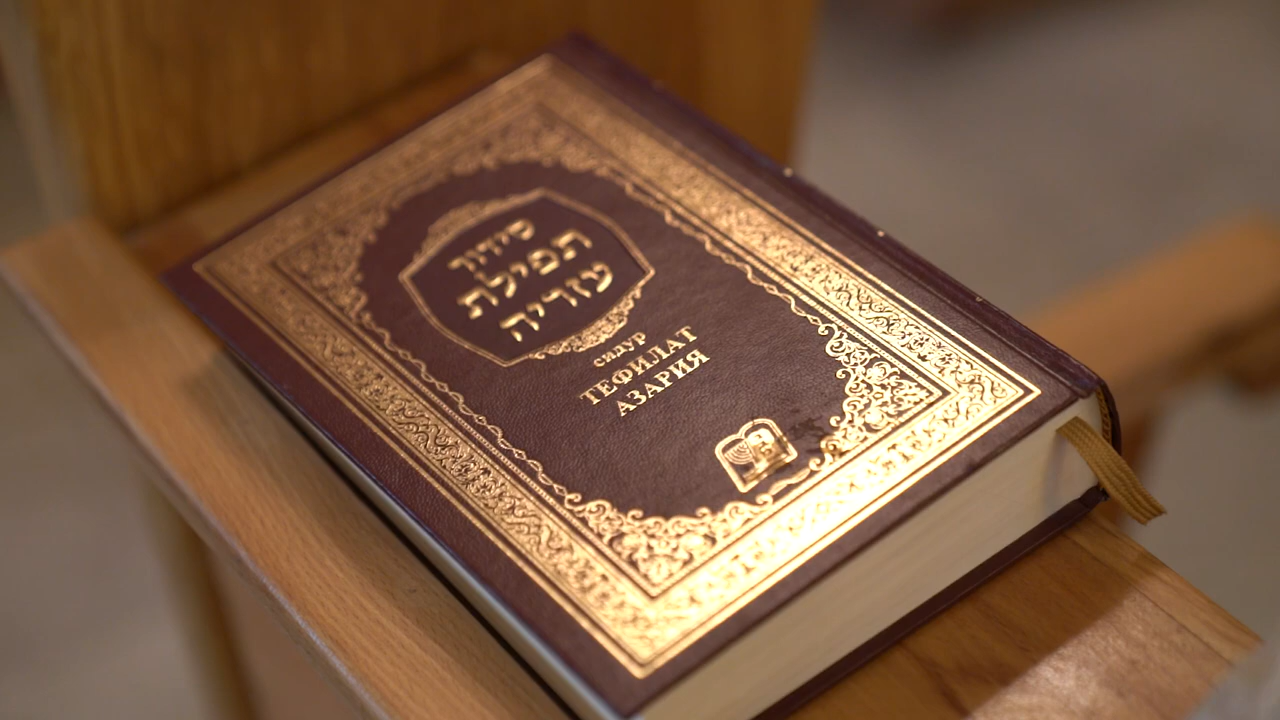 סידור
תפילת
עזריה
сидур
ТЕФИЛАТ
АЗАРИЯ